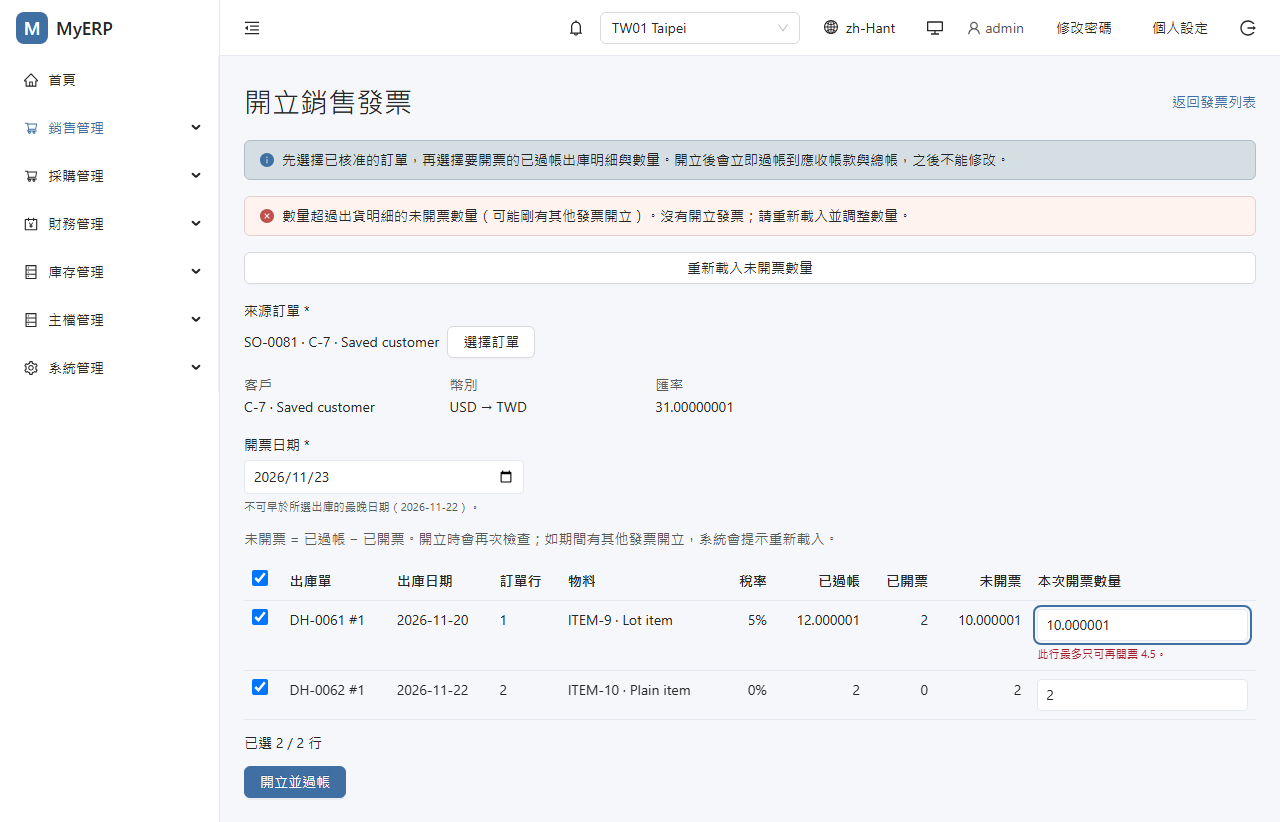 M MyERP
TW01 Taipei
zh-Hant
admin
修改密碼
個人設定
首頁
銷售管理
採購管理
財務管理
庫存管理
主檔管理
系統管理
開立銷售發票
返回發票列表
先選擇已核准的訂單，再選擇要開票的已過帳出庫明細與數量。開立後會立即過帳到應收帳款與總帳，之後不能修改。
數量超過出貨明細的未開票數量（可能剛有其他發票開立）。沒有開立發票；請重新載入並調整數量。
重新載入未開票數量
來源訂單 *
SO-0081 · C-7 · Saved customer 選擇訂單
客戶 幣別 匯率
C-7 · Saved customer USD → TWD 31.00000001
開票日期 *
2026/11/23
不可早於所選出庫的最晚日期（2026-11-22）。
未開票 = 已過帳 − 已開票。開立時會再次檢查；如期間有其他發票開立，系統會提示重新載入。
出庫單 出庫日期 訂單行 物料 稅率 已過帳 已開票 未開票 本次開票數量
DH-0061 #1 2026-11-20 1 ITEM-9 · Lot item 5% 12.000001 2 10.000001 10.000001
此行最多只可再開票 4.5。
DH-0062 #1 2026-11-22 2 ITEM-10 · Plain item 0% 2 0 2 2
已選 2 / 2 行
開立並過帳